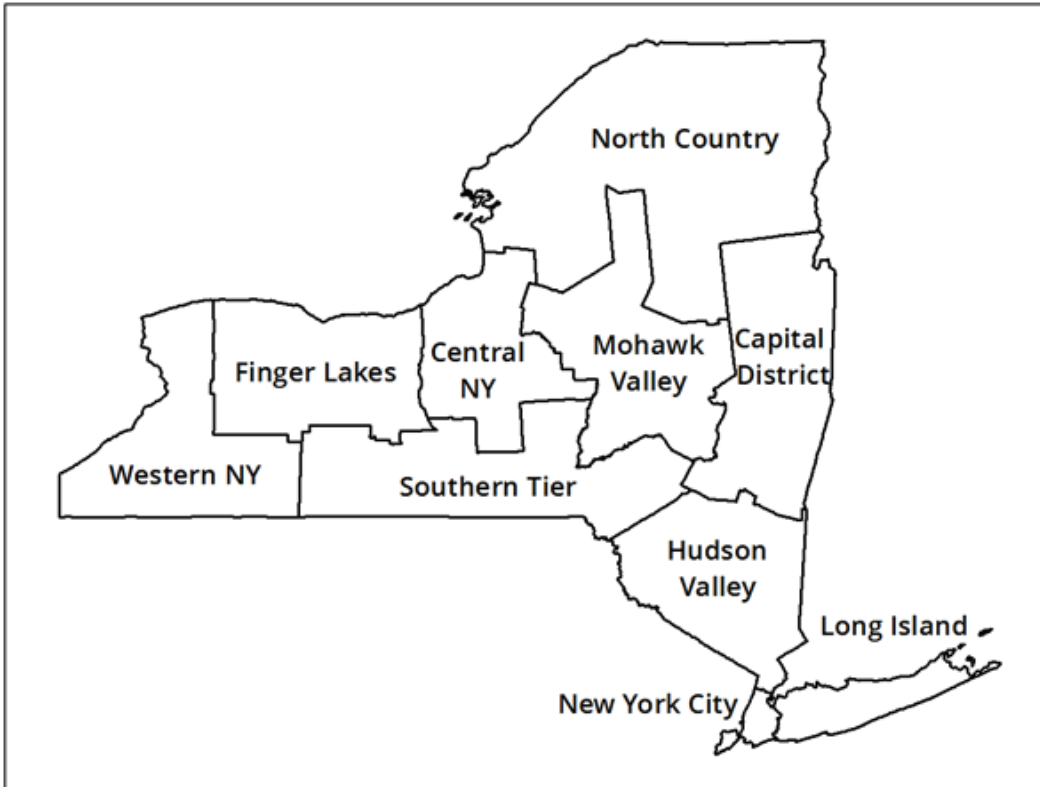 North Country
Finger Lakes
Central
NY
Mohawk
Valley
Capital
District
Western NY
Southern Tier
Hudson
Valley
Long Island
New York City